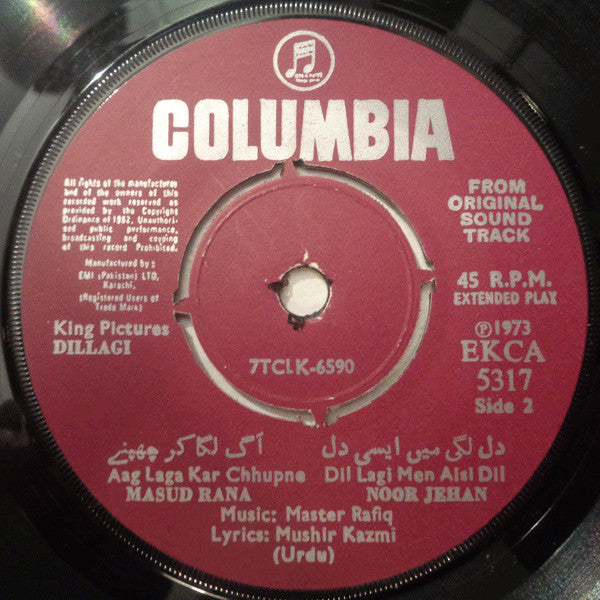 COLUMBIA
All rights of the manufacturer
and of the owners of this
recorded work reserved as
provided by the Copyright
Ordinance of 1962, Unauthori-
sed public performance,
broadcasting and copying
of this record Prohibited.
Manufactured by :
EMI (Pakistan) LTD,
Karachi.
(Registered Users of
Trade Mark)
King Pictures
DILLAGI
FROM
ORIGINAL
SOUND
TRACK
45 R.P.M.
EXTENDED PLAY
Ⓟ1973
EKCA
5317
Side 2
7TCLK-6590
آگ لگا کر چھپنے
Aag Laga Kar Chhupne
MASUD RANA
دل لگی میں ایسی دل
Dil Lagi Men Aisi Dil
NOOR JEHAN
Music: Master Rafiq
Lyrics: Mushir Kazmi
(Urdu)